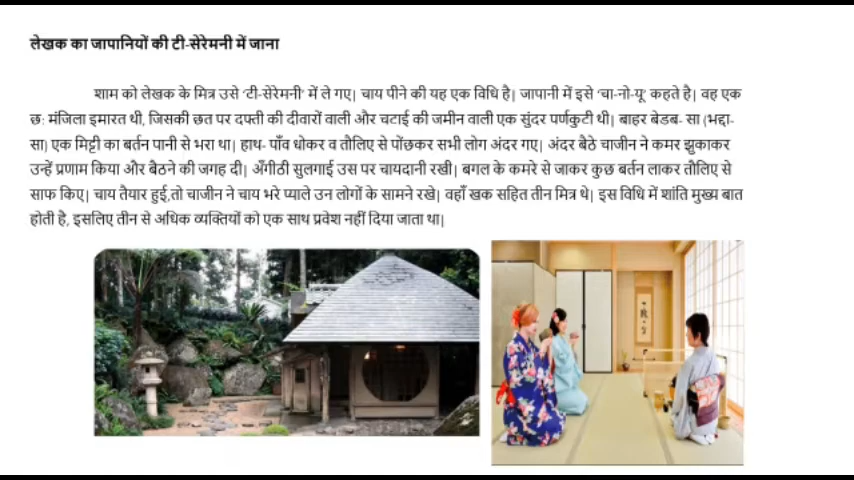 लेखक का जापानियों की टी-सेरेमनी में जाना
शाम को लेखक के मित्र उसे ‘टी-सेरेमनी’ में ले गए| चाय पीने की यह एक विधि है| जापानी में इसे ‘चा-नो-यू’ कहते है| वह एक
छ: मंजिला इमारत थी, जिसकी छत पर दफ्ती की दीवारों वाली और चटाई की जमीन वाली एक सुंदर पर्णकुटी थी| बाहर बेडब- सा (भद्दा-
सा) एक मिट्टी का बर्तन पानी से भरा था| हाथ- पाँव धोकर व तौलिए से पोंछकर सभी लोग अंदर गए| अंदर बैठे चाजीन ने कमर झुकाकर
उन्हें प्रणाम किया और बैठने की जगह दी| अँगीठी सुलगाई उस पर चायदानी रखी| बगल के कमरे से जाकर कुछ बर्तन लाकर तौलिए से
साफ किए| चाय तैयार हुई,तो चाजीन ने चाय भरे प्याले उन लोगों के सामने रखे| वहाँ खक सहित तीन मित्र थे| इस विधि में शांति मुख्य बात
होती है, इसलिए तीन से अधिक व्यक्तियों को एक साथ प्रवेश नहीं दिया जाता था|